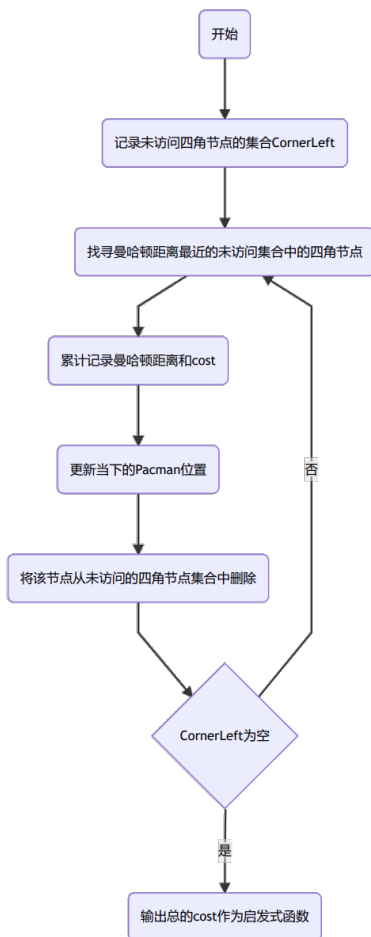 开始
记录未访问四角节点的集合CornerLeft
找寻曼哈顿距离最近的未访问集合中的四角节点
累计记录曼哈顿距离和cost
更新当下的Pacman位置
否
将该节点从未访问的四角节点集合中删除
CornerLeft为空
是
输出总的cost作为启发式函数